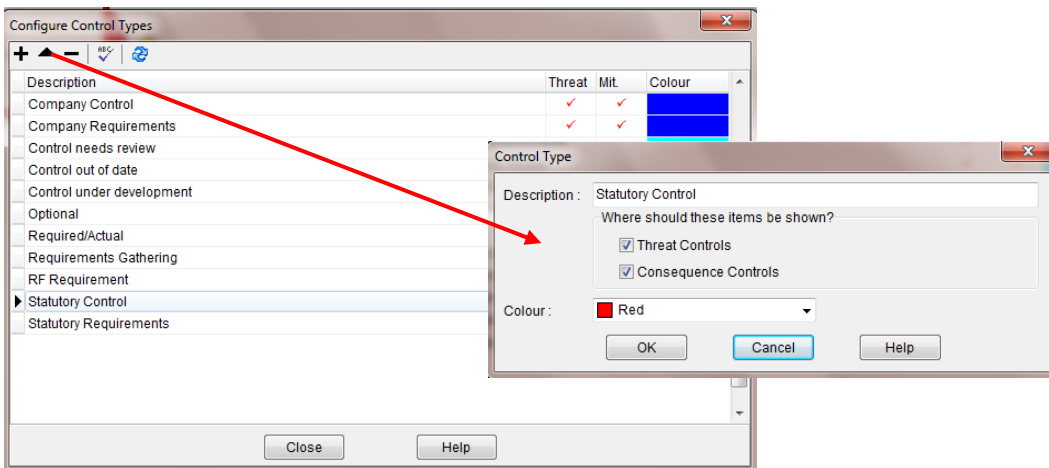 Configure Control Types
ABC
Description Threat Mit. Colour
Company Control
Company Requirements
Control needs review
Control out of date
Control under development
Optional
Required/Actual
Requirements Gathering
RF Requirement
Statutory Control
Statutory Requirements
Close Help
Control Type
Description : Statutory Control
Where should these items be shown?
Threat Controls
Consequence Controls
Colour : Red
OK Cancel Help